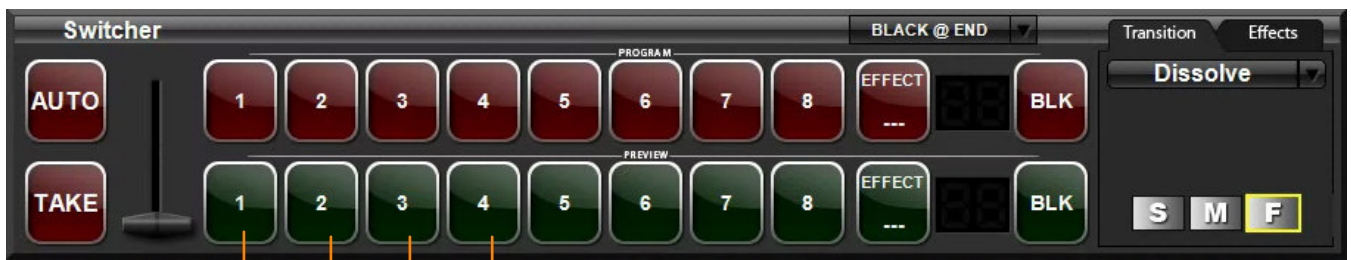 Switcher
BLACK @ END
Transition
Effects
PROGRAM
Dissolve
AUTO
1 2 3 4 5 6 7 8
EFFECT
---
BLK
PREVIEW
TAKE
1 2 3 4 5 6 7 8
EFFECT
---
BLK
S M F